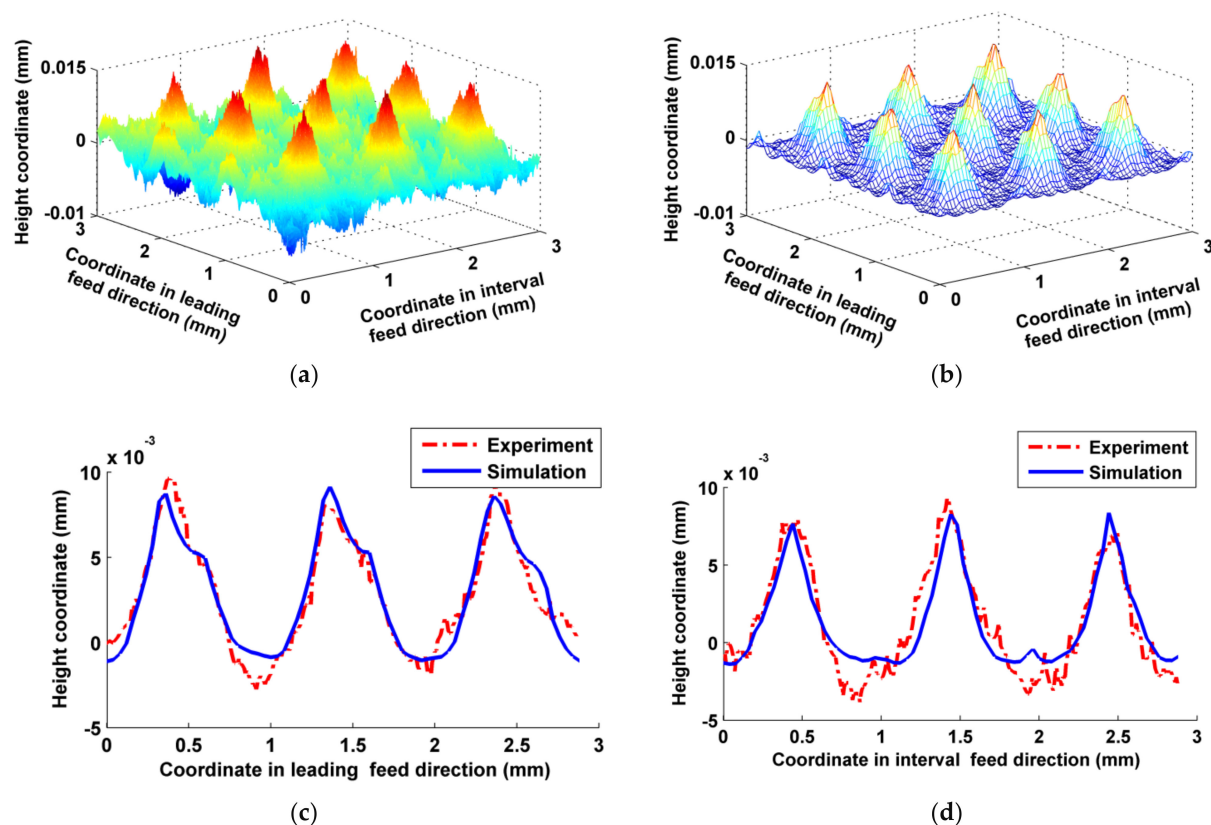 0.015
0
-0.01
3
2
1
0
0
1
2
3
Height coordinate (mm)
Coordinate in leading
feed direction (mm)
Coordinate in interval
feed direction (mm)
(a)
0.015
0
-0.01
3
2
1
0
0
1
2
3
Height coordinate (mm)
Coordinate in leading
feed direction (mm)
Coordinate in interval
feed direction (mm)
(b)
x 10 -3
Experiment
Simulation
10
5
0
-5
Height coordinate (mm)
0 0.5 1 1.5 2 2.5 3
Coordinate in leading feed direction (mm)
(c)
x 10 -3
Experiment
Simulation
10
5
0
-5
Height coordinate (mm)
0 0.5 1 1.5 2 2.5 3
Coordinate in interval feed direction (mm)
(d)